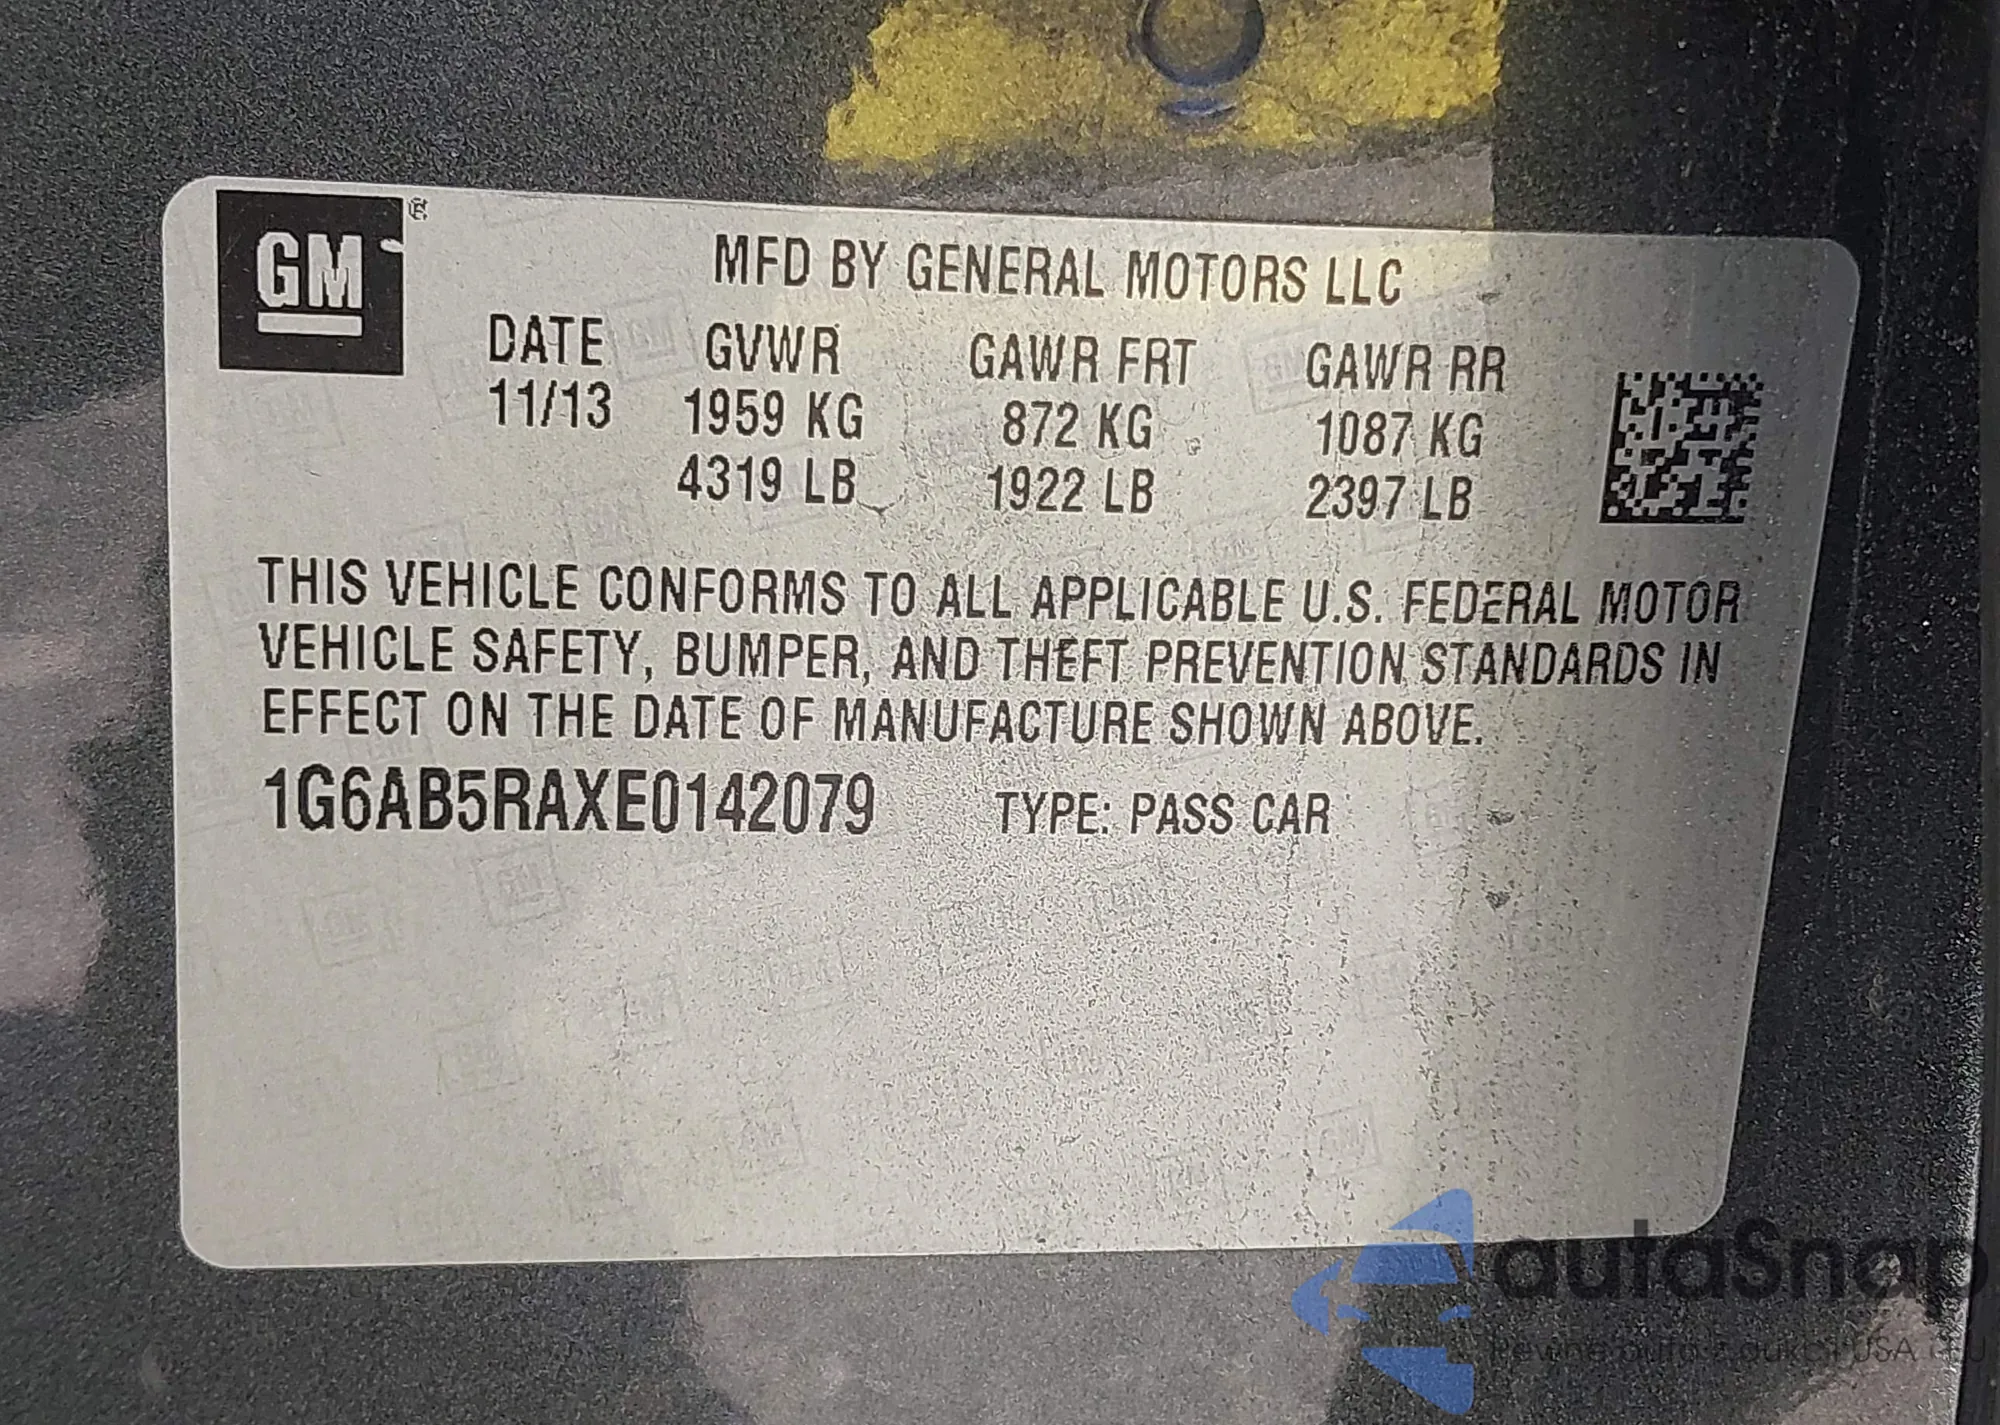 GM
MFD BY GENERAL MOTORS LLC
DATE GVWR GAWR FRT GAWR RR
11/13 1959 KG 872 KG 1087 KG
4319 LB 1922 LB 2397 LB
THIS VEHICLE CONFORMS TO ALL APPLICABLE U.S. FEDERAL MOTOR
VEHICLE SAFETY, BUMPER, AND THEFT PREVENTION STANDARDS IN
EFFECT ON THE DATE OF MANUFACTURE SHOWN ABOVE.
1G6AB5RAXE0142079 TYPE: PASS CAR
autaSnap
USA